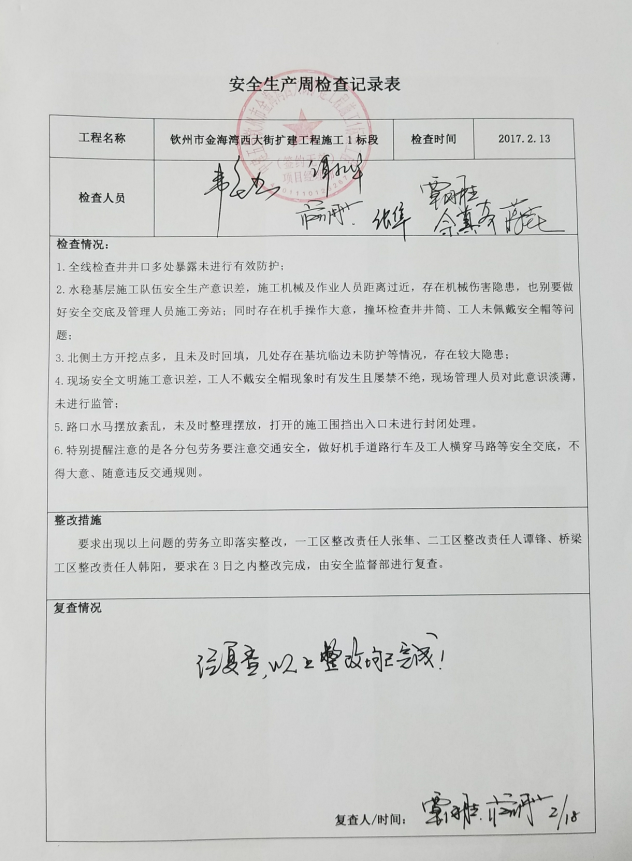 安全生产周检查记录表
工程名称 钦州市金海湾西大街扩建工程施工1标段 检查时间 2017.2.13
检查人员
张隼
检查情况：
1.全线检查井井口多处暴露未进行有效防护；
2.水稳基层施工队伍安全生产意识差，施工机械及作业人员距离过近，存在机械伤害隐患，也别要做
好安全交底及管理人员施工旁站；同时存在机手操作大意，撞坏检查井井筒、工人未佩戴安全帽等问
题；
3.北侧土方开挖点多，且未及时回填，几处存在基坑临边未防护等情况，存在较大隐患；
4.现场安全文明施工意识差，工人不戴安全帽现象时有发生且屡禁不绝，现场管理人员对此意识淡薄，
未进行监管；
5.路口水马摆放紊乱，未及时整理摆放，打开的施工围挡出入口未进行封闭处理。
6.特别提醒注意的是各分包劳务要注意交通安全，做好机手道路行车及工人横穿马路等安全交底，不
得大意、随意违反交通规则。
整改措施
要求出现以上问题的劳务立即落实整改，一工区整改责任人张隼、二工区整改责任人谭锋、桥梁
工区整改责任人韩阳，要求在3日之内整改完成，由安全监督部进行复查。
复查情况
经复查，以上整改均已完成！
复查人/时间： 2/18